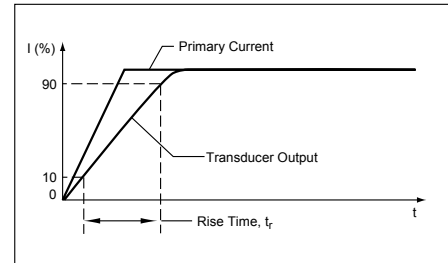 I (%)
Primary Current
90
Transducer Output
10
0
t
Rise Time, tr